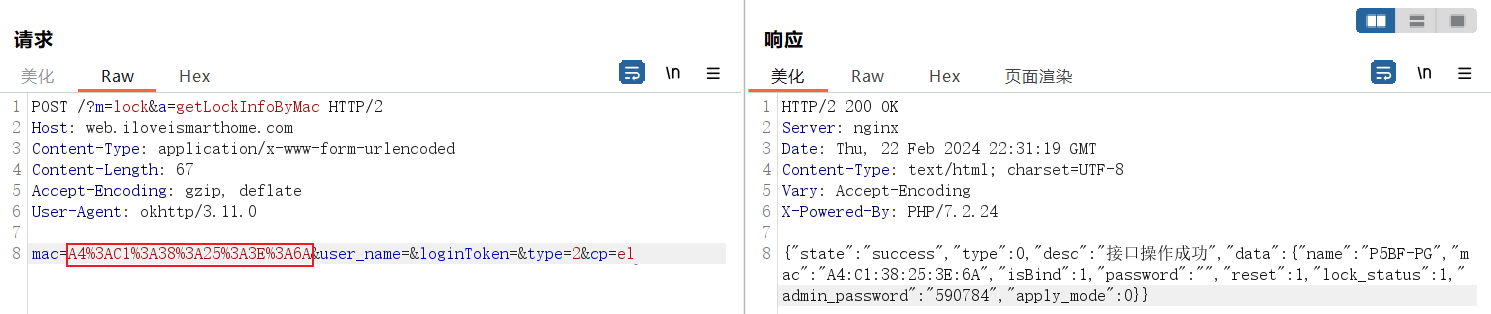 请求
美化 Raw Hex \n
1 POST /?m=lock&a=getLockInfoByMac HTTP/2
2 Host: web.iloveismarthome.com
3 Content-Type: application/x-www-form-urlencoded
4 Content-Length: 67
5 Accept-Encoding: gzip, deflate
6 User-Agent: okhttp/3.11.0
7
8 mac=A4%3AC1%3A38%3A25%3A3E%3A6A&user_name=&loginToken=&type=2&cp=el
响应
美化 Raw Hex 页面渲染 \n
1 HTTP/2 200 OK
2 Server: nginx
3 Date: Thu, 22 Feb 2024 22:31:19 GMT
4 Content-Type: text/html; charset=UTF-8
5 Vary: Accept-Encoding
6 X-Powered-By: PHP/7.2.24
7
8 {"state":"success","type":0,"desc":"接口操作成功","data":{"name":"P5BF-PG","m
ac":"A4:C1:38:25:3E:6A","isBind":1,"password":"","reset":1,"lock_status":1,"
admin_password":"590784","apply_mode":0}}